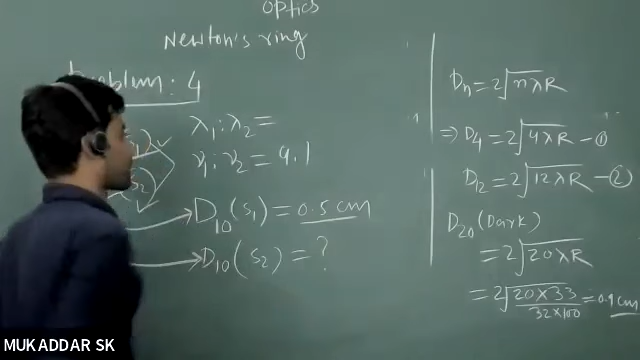 Optics
Newton's ring
Problem: 4
λ₁ : λ₂ =
ν₁ : ν₂ = 9.1
D₁₀ (s₁) = 0.5 cm
D₁₀ (s₂) = ?
Dₙ = 2√nλR
⇒ D₄ = 2√4λR – ①
D₁₂ = 2√12λR – ②
D₂₀ (Dark)
= 2√20λR
= 2√20×33/32×100 = 0.9 cm
MUKADDAR SK